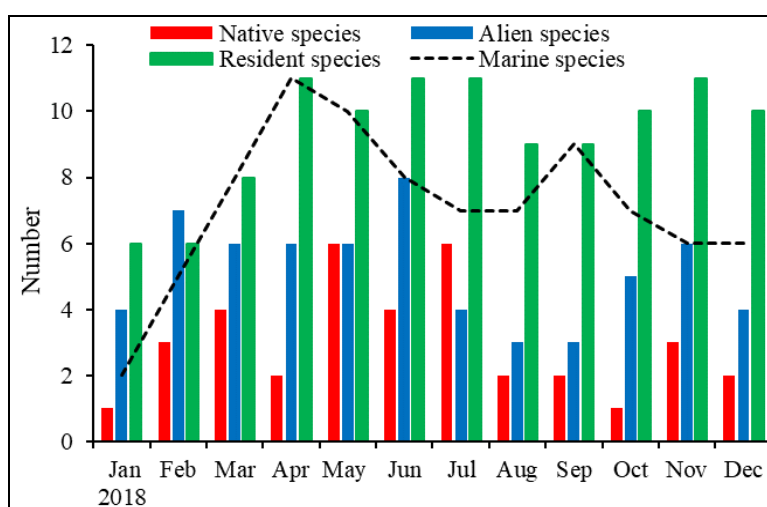 Native species
Alien species
Resident species
Marine species
12
10
8
6
4
2
0
Number
Jan Feb Mar Apr May Jun Jul Aug Sep Oct Nov Dec
2018